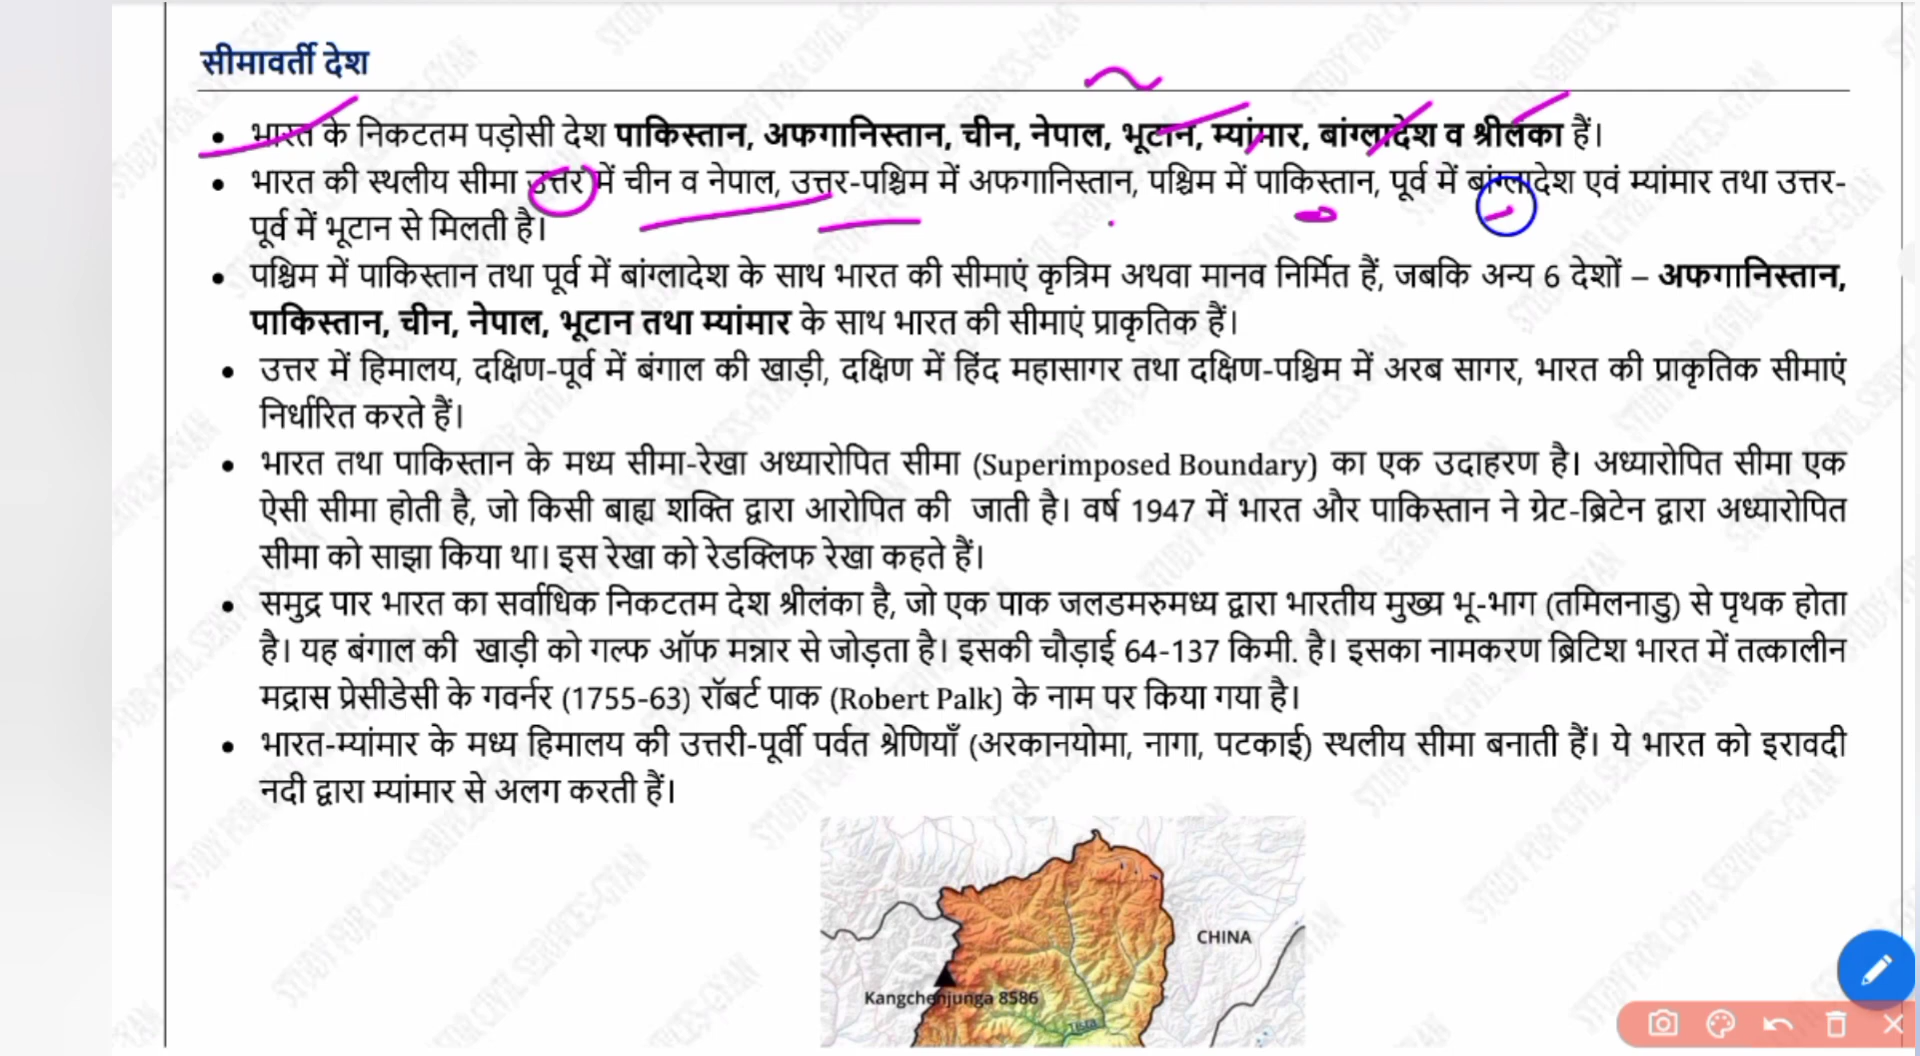 सीमावर्ती देश
• भारत के निकटतम पड़ोसी देश पाकिस्तान, अफगानिस्तान, चीन, नेपाल, भूटान, म्यांमार, बांग्लादेश व श्रीलंका हैं।
• भारत की स्थलीय सीमा उत्तर में चीन व नेपाल, उत्तर-पश्चिम में अफगानिस्तान, पश्चिम में पाकिस्तान, पूर्व में बांग्लादेश एवं म्यांमार तथा उत्तर-
पूर्व में भूटान से मिलती है।
• पश्चिम में पाकिस्तान तथा पूर्व में बांग्लादेश के साथ भारत की सीमाएं कृत्रिम अथवा मानव निर्मित हैं, जबकि अन्य 6 देशों – अफगानिस्तान,
पाकिस्तान, चीन, नेपाल, भूटान तथा म्यांमार के साथ भारत की सीमाएं प्राकृतिक हैं।
• उत्तर में हिमालय, दक्षिण-पूर्व में बंगाल की खाड़ी, दक्षिण में हिंद महासागर तथा दक्षिण-पश्चिम में अरब सागर, भारत की प्राकृतिक सीमाएं
निर्धारित करते हैं।
• भारत तथा पाकिस्तान के मध्य सीमा-रेखा अध्यारोपित सीमा (Superimposed Boundary) का एक उदाहरण है। अध्यारोपित सीमा एक
ऐसी सीमा होती है, जो किसी बाह्य शक्ति द्वारा आरोपित की जाती है। वर्ष 1947 में भारत और पाकिस्तान ने ग्रेट-ब्रिटेन द्वारा अध्यारोपित
सीमा को साझा किया था। इस रेखा को रेडक्लिफ रेखा कहते हैं।
• समुद्र पार भारत का सर्वाधिक निकटतम देश श्रीलंका है, जो एक पाक जलडमरुमध्य द्वारा भारतीय मुख्य भू-भाग (तमिलनाडु) से पृथक होता
है। यह बंगाल की खाड़ी को गल्फ ऑफ मन्नार से जोड़ता है। इसकी चौड़ाई 64-137 किमी. है। इसका नामकरण ब्रिटिश भारत में तत्कालीन
मद्रास प्रेसीडेसी के गवर्नर (1755-63) रॉबर्ट पाक (Robert Palk) के नाम पर किया गया है।
• भारत-म्यांमार के मध्य हिमालय की उत्तरी-पूर्वी पर्वत श्रेणियाँ (अरकानयोमा, नागा, पटकाई) स्थलीय सीमा बनाती हैं। ये भारत को इरावदी
नदी द्वारा म्यांमार से अलग करती हैं।
CHINA
Kangchenjunga 8586
STUDY FOR CIVIL SERVICES-GYAN